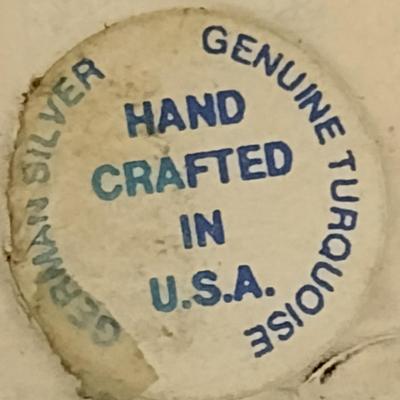 GERMAN SILVER
GENUINE TURQUOISE
HAND
CRAFTED
IN
U.S.A.